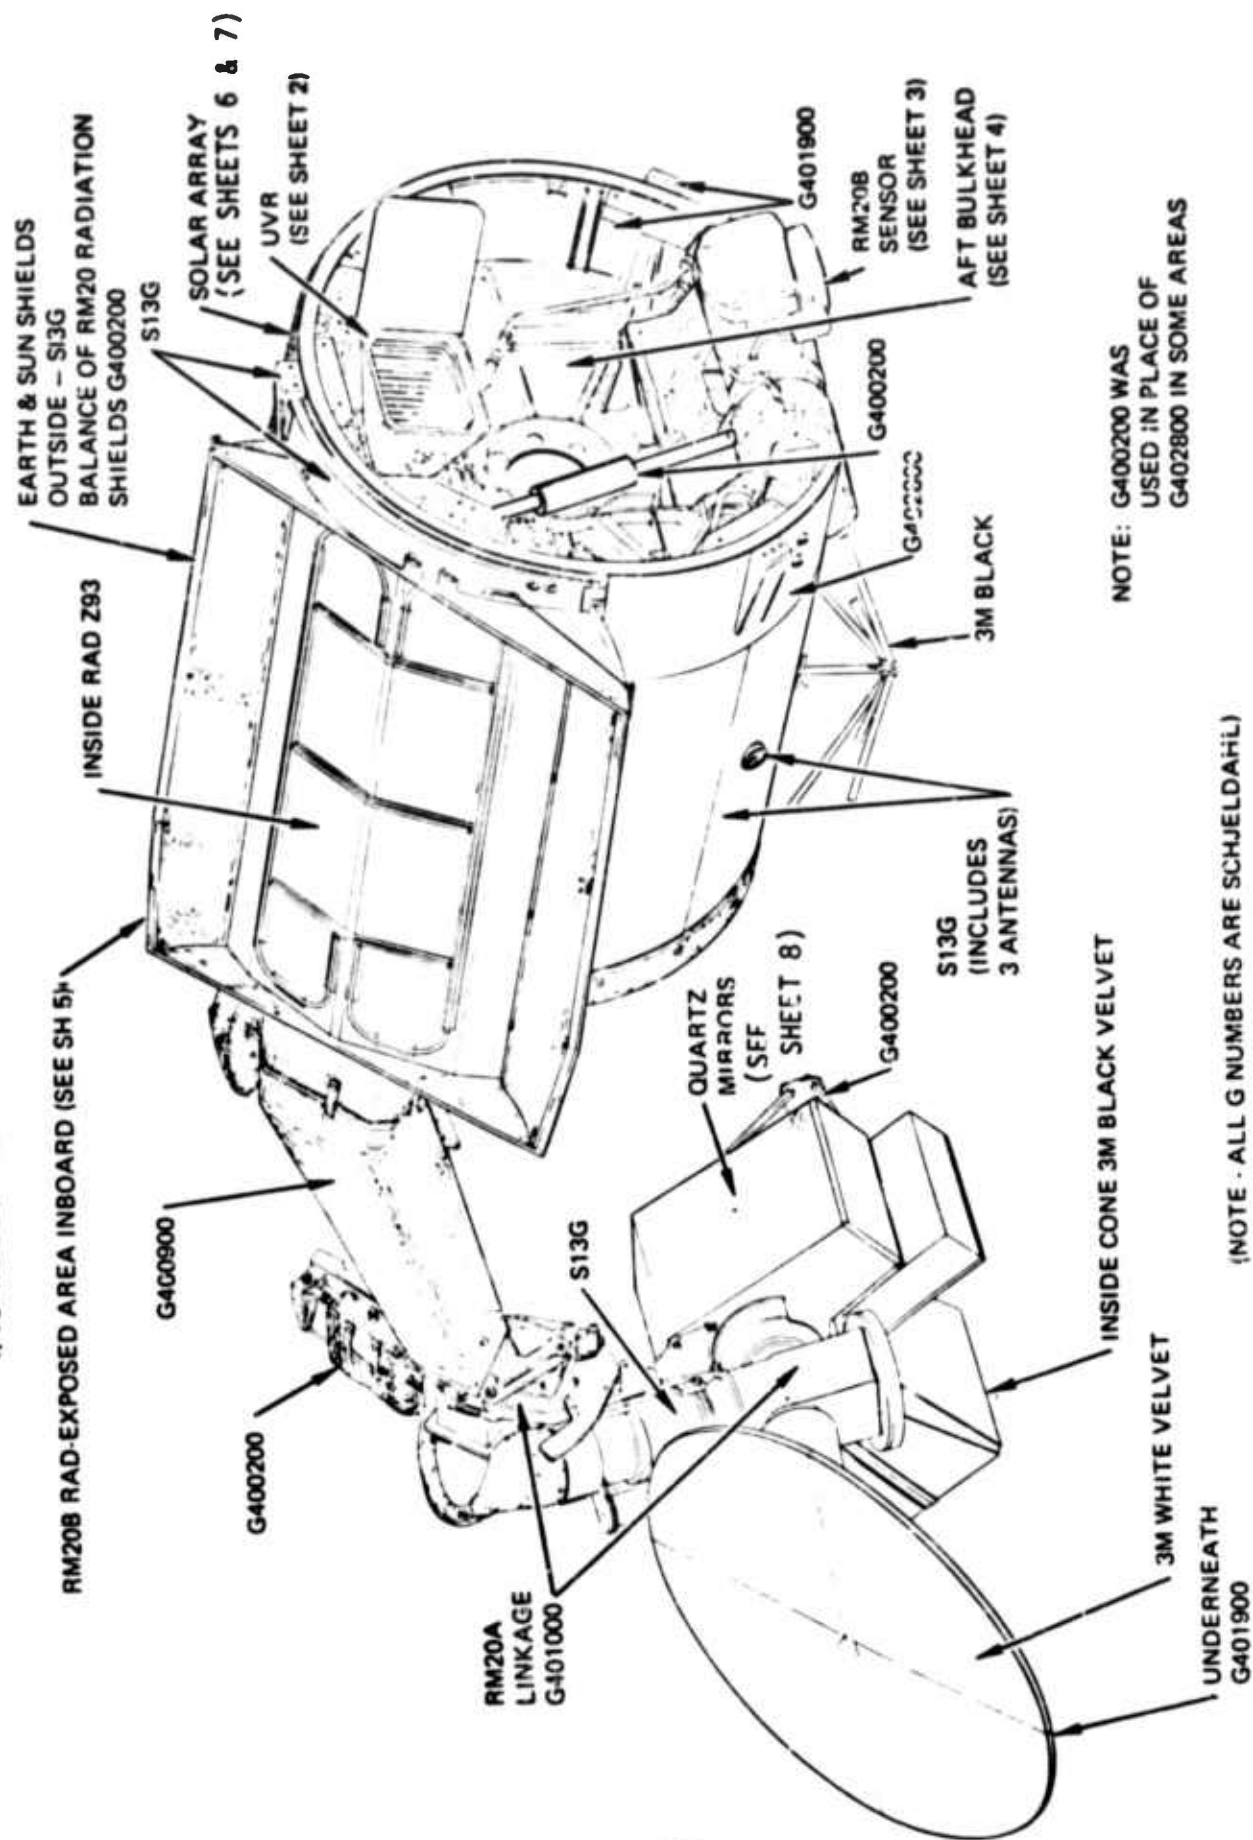 EARTH & SUN SHIELDS
OUTSIDE – S13G
BALANCE OF RM20 RADIATION
SHIELDS G400200
S13G
SOLAR ARRAY
(SEE SHEETS 6 & 7)
UVR
(SEE SHEET 2)
INSIDE RAD Z93
RM20B RAD-EXPOSED AREA INBOARD (SEE SH 5)
G400900
G400200
G401900
RM20B
SENSOR
(SEE SHEET 3)
AFT BULKHEAD
(SEE SHEET 4)
G400200
3M BLACK
S13G
(INCLUDES
3 ANTENNAS)
QUARTZ
MIRRORS
(SEE
SHEET 8)
G400200
S13G
RM20A
LINKAGE
G401000
INSIDE CONE 3M BLACK VELVET
3M WHITE VELVET
UNDERNEATH
G401900
NOTE: G400200 WAS
USED IN PLACE OF
G402800 IN SOME AREAS
(NOTE - ALL G NUMBERS ARE SCHJELDAHL)